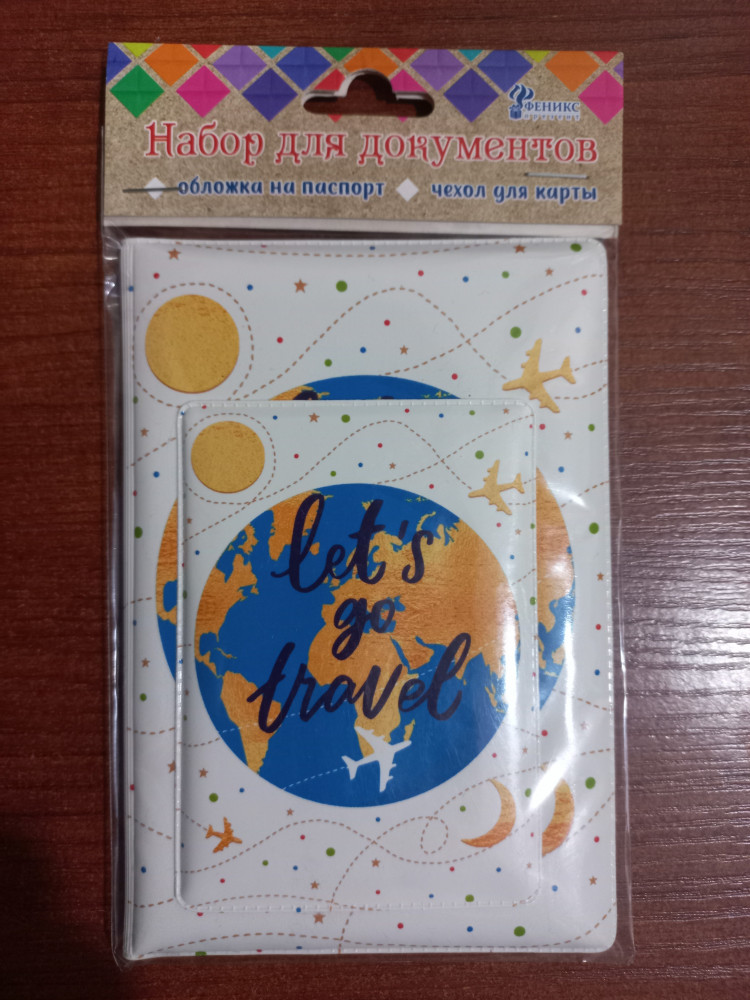 ФЕНИКС
Набор для документов
обложка на паспорт чехол для карты
let's
go
travel